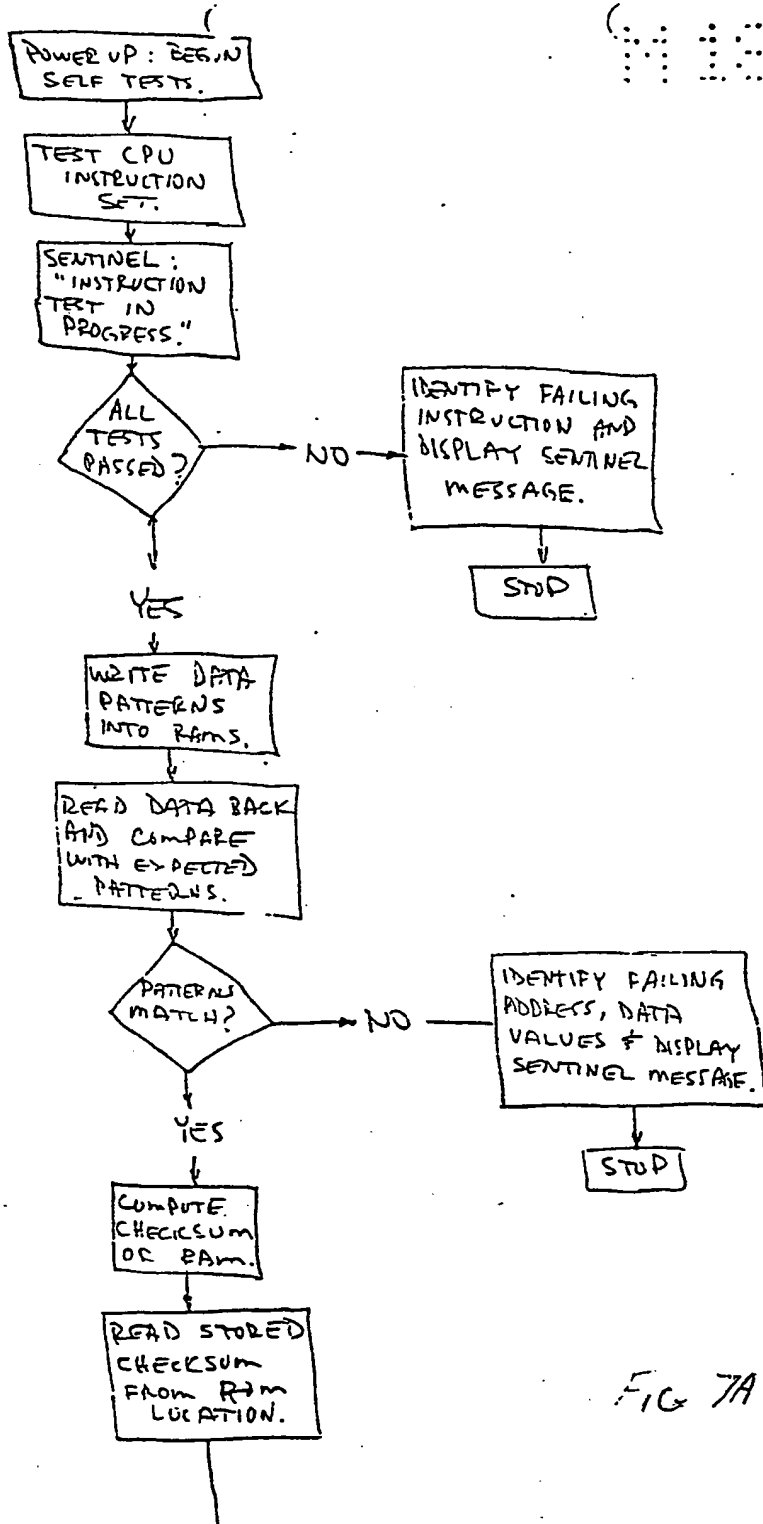 POWER UP: BEGIN
SELF TESTS.
TEST CPU
INSTRUCTION
SET.
SENTINEL:
"INSTRUCTION
TEST IN
PROGRESS."
ALL
TESTS
PASSED?
NO
IDENTIFY FAILING
INSTRUCTION AND
DISPLAY SENTINEL
MESSAGE.
STOP
YES
WRITE DATA
PATTERNS
INTO RAMS.
READ DATA BACK
AND COMPARE
WITH EXPECTED
PATTERNS.
PATTERNS
MATCH?
NO
IDENTIFY FAILING
ADDRESS, DATA
VALUES & DISPLAY
SENTINEL MESSAGE.
STOP
YES
COMPUTE
CHECKSUM
OF RAM.
READ STORED
CHECKSUM
FROM
LOCATION.
FIG 7A